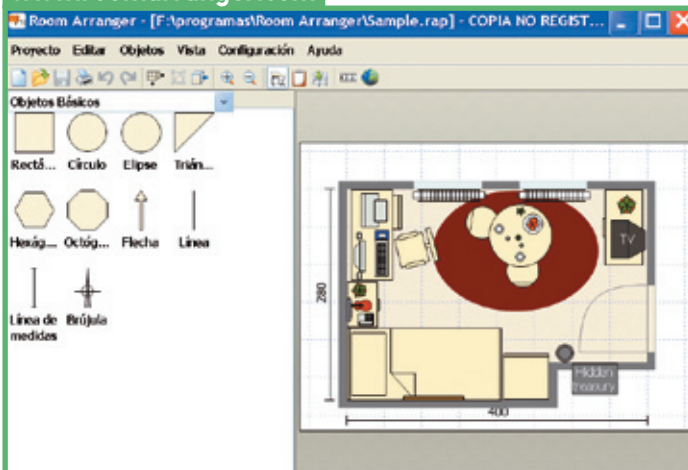 Room Arranger - [F:\programas\Room Arranger\Sample.rap] - COPIA NO REGIST...
Proyecto Editar Objetos Vista Configuración Ayuda
Objetos Básicos
Rectá... Círculo Elipse Trián...
Hexág... Octóg... Flecha Línea
Línea de medidas Brújula
TV
280
Hidden
treasury
400